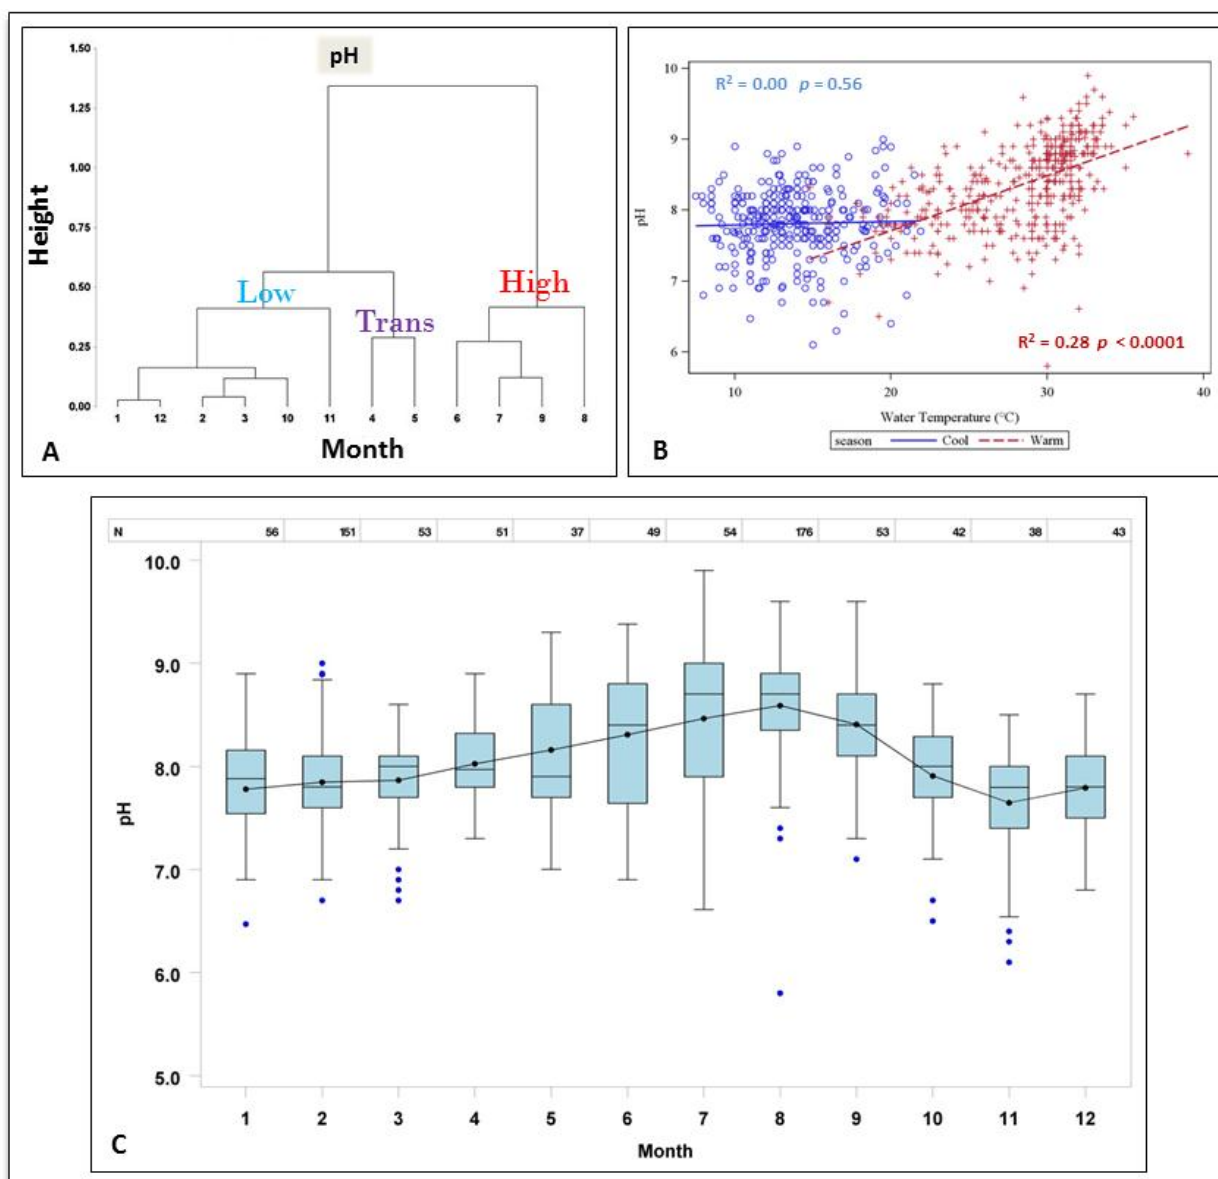 pH
Height
1.50
1.25
1.00
0.75
0.50
0.25
0.00
Low
Trans
High
1 12 2 3 10 11 4 5 6 7 9 8
A
Month
R² = 0.00 p = 0.56
pH
10
9
8
7
6
R² = 0.28 p < 0.0001
10 20 30 40
Water Temperature (°C)
season Cool Warm
B
N 56 151 53 51 37 49 54 176 53 42 38 43
pH
10.0
9.0
8.0
7.0
6.0
5.0
1 2 3 4 5 6 7 8 9 10 11 12
Month
C